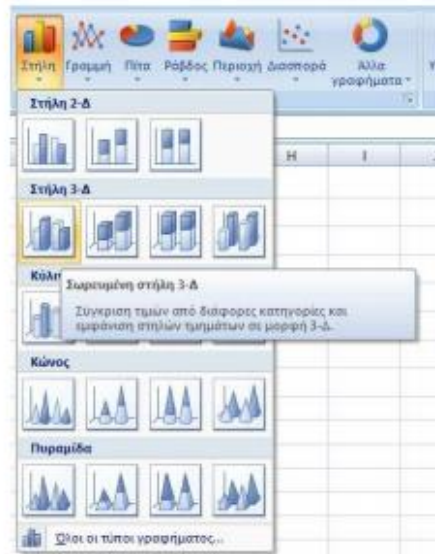 Στήλη Γραμμή Πίτα Ράβδος Περιοχή Διασπορά Άλλα
γραφήματα
Στήλη 2-Δ
H I
Στήλη 3-Δ
Σωρευμένη στήλη 3-Δ
Σύγκριση τιμών από διάφορες κατηγορίες και
εμφάνιση στηλών τμημάτων σε μορφή 3-Δ.
Κώνος
Πυραμίδα
Όλοι οι τύποι γραφήματος...